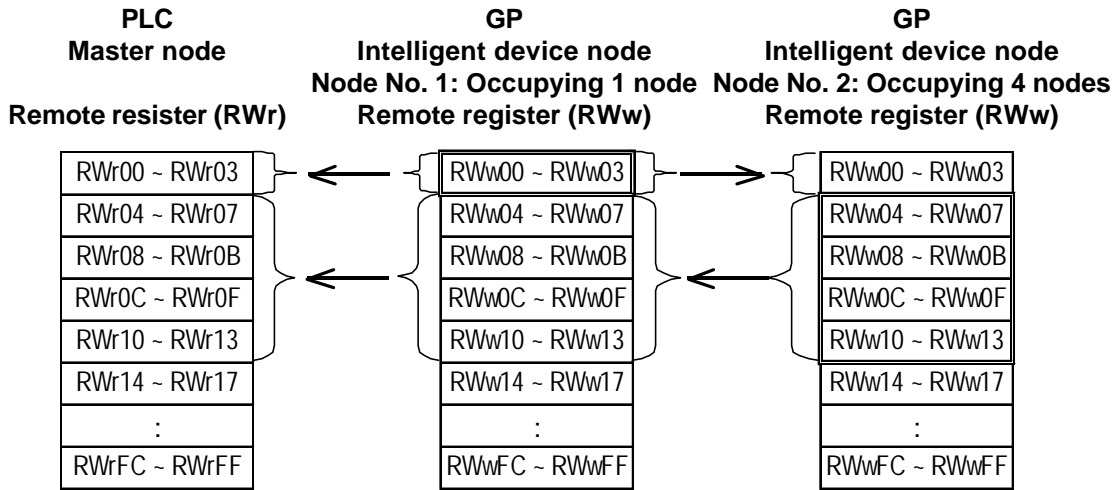 PLC
Master node
Remote resister (RWr)
GP
Intelligent device node
Node No. 1: Occupying 1 node
Remote register (RWw)
GP
Intelligent device node
Node No. 2: Occupying 4 nodes
Remote register (RWw)
RWr00 ~ RWr03
RWr04 ~ RWr07
RWr08 ~ RWr0B
RWr0C ~ RWr0F
RWr10 ~ RWr13
RWr14 ~ RWr17
:
RWrFC ~ RWrFF
RWw00 ~ RWw03
RWw04 ~ RWw07
RWw08 ~ RWw0B
RWw0C ~ RWw0F
RWw10 ~ RWw13
RWw14 ~ RWw17
:
RWwFC ~ RWwFF
RWw00 ~ RWw03
RWw04 ~ RWw07
RWw08 ~ RWw0B
RWw0C ~ RWw0F
RWw10 ~ RWw13
RWw14 ~ RWw17
:
RWwFC ~ RWwFF